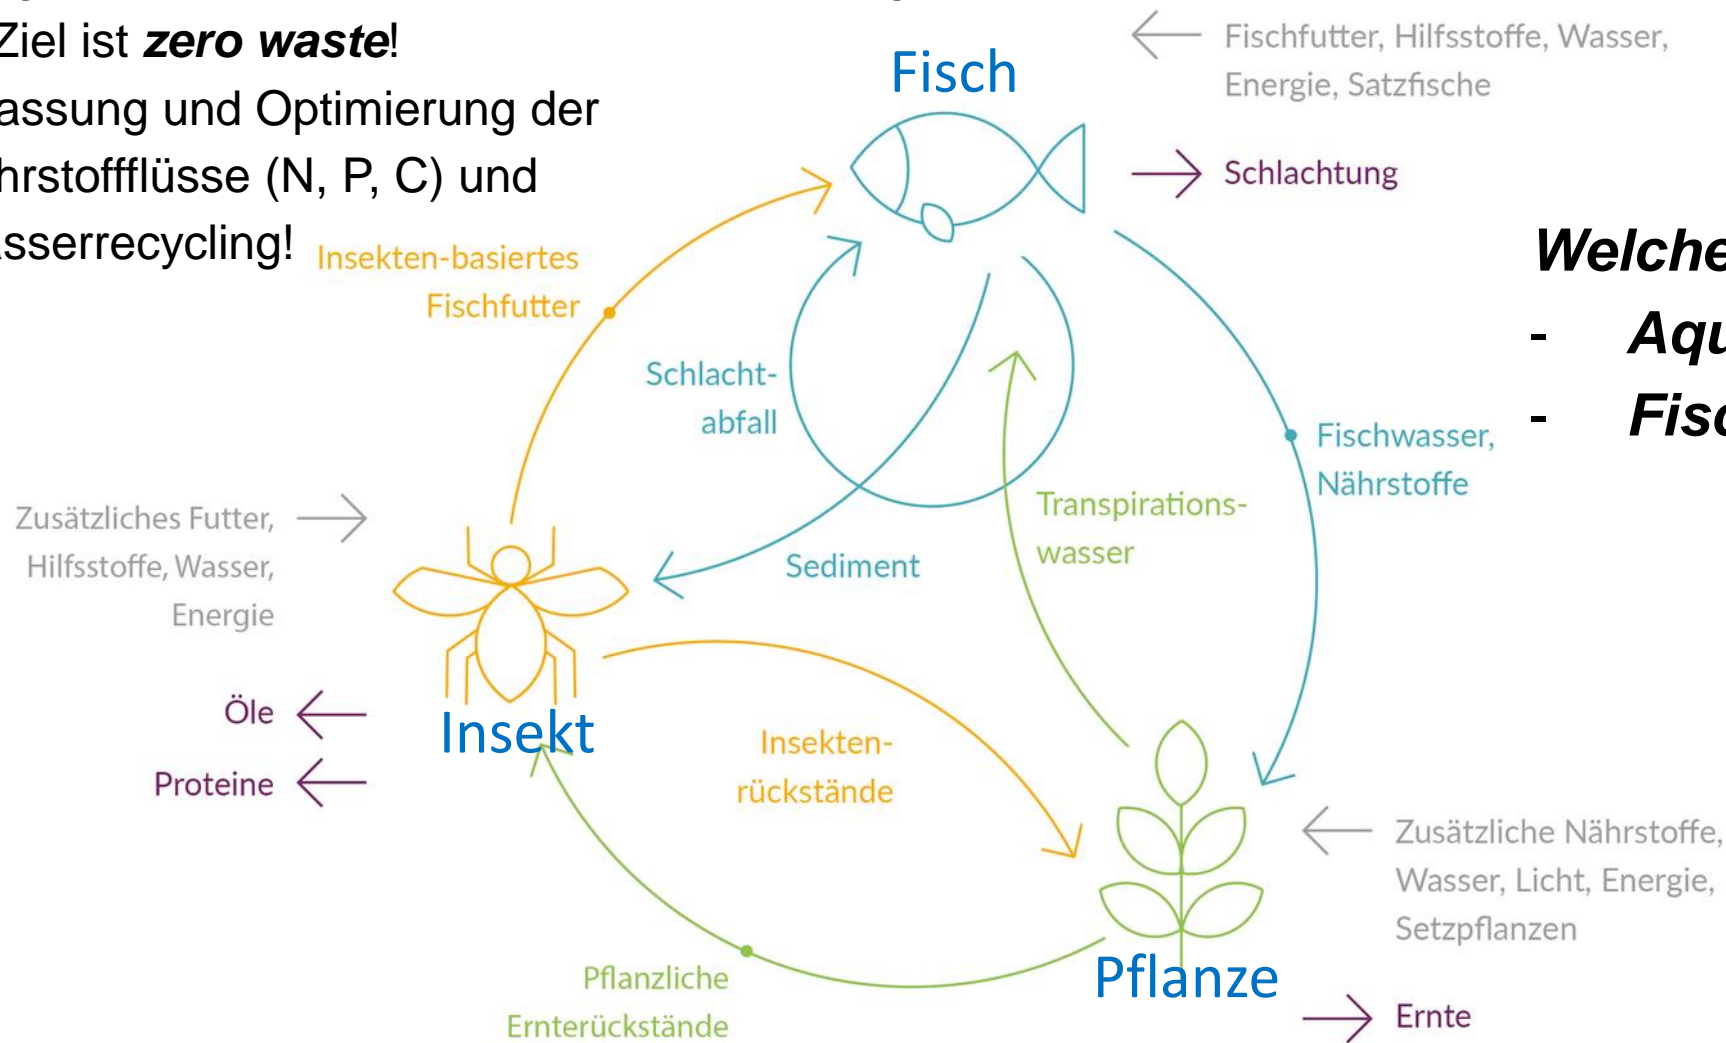 Ziel ist zero waste!
assung und Optimierung der
hrstoffflüsse (N, P, C) und
sserrecycling!
Fisch
Fischfutter, Hilfsstoffe, Wasser,
Energie, Satzfische
Schlachtung
Insekten-basiertes
Fischfutter
Welche
- Aqu
- Fisc
Schlacht-
abfall
Fischwasser,
Nährstoffe
Transpirations-
wasser
Sediment
Zusätzliches Futter,
Hilfsstoffe, Wasser,
Energie
Öle
Proteine
Insekt
Insekten-
rückstände
Zusätzliche Nährstoffe,
Wasser, Licht, Energie,
Setzpflanzen
Pflanze
Pflanzliche
Ernterückstände
Ernte